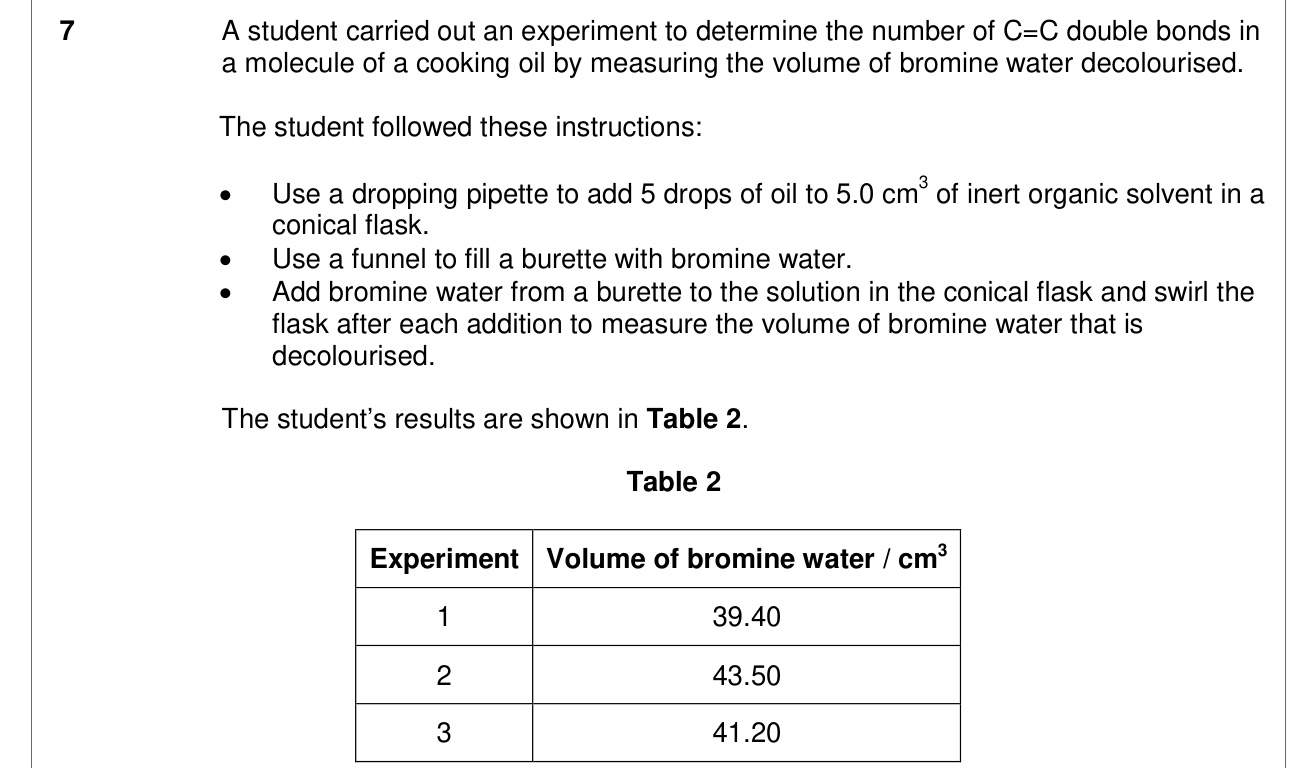 7
A student carried out an experiment to determine the number of C=C double bonds in
a molecule of a cooking oil by measuring the volume of bromine water decolourised.
The student followed these instructions:
• Use a dropping pipette to add 5 drops of oil to 5.0 cm³ of inert organic solvent in a
conical flask.
• Use a funnel to fill a burette with bromine water.
• Add bromine water from a burette to the solution in the conical flask and swirl the
flask after each addition to measure the volume of bromine water that is
decolourised.
The student’s results are shown in Table 2.
Table 2
Experiment Volume of bromine water / cm³
1 39.40
2 43.50
3 41.20